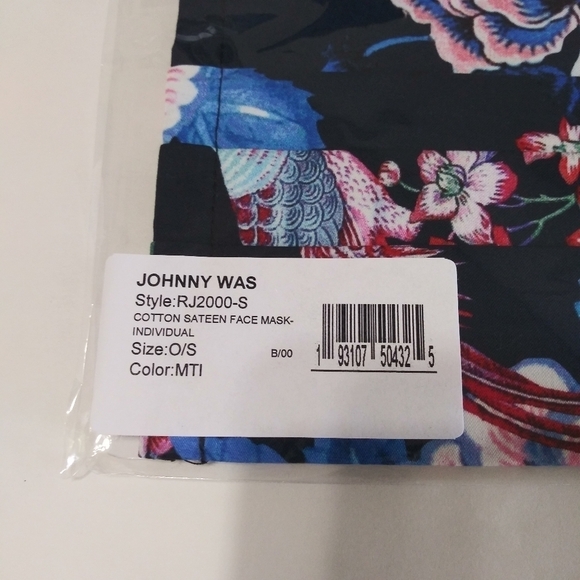 JOHNNY WAS
Style:RJ2000-S
COTTON SATEEN FACE MASK-
INDIVIDUAL
Size:O/S B/00
Color:MTI
1 93107 50432 5